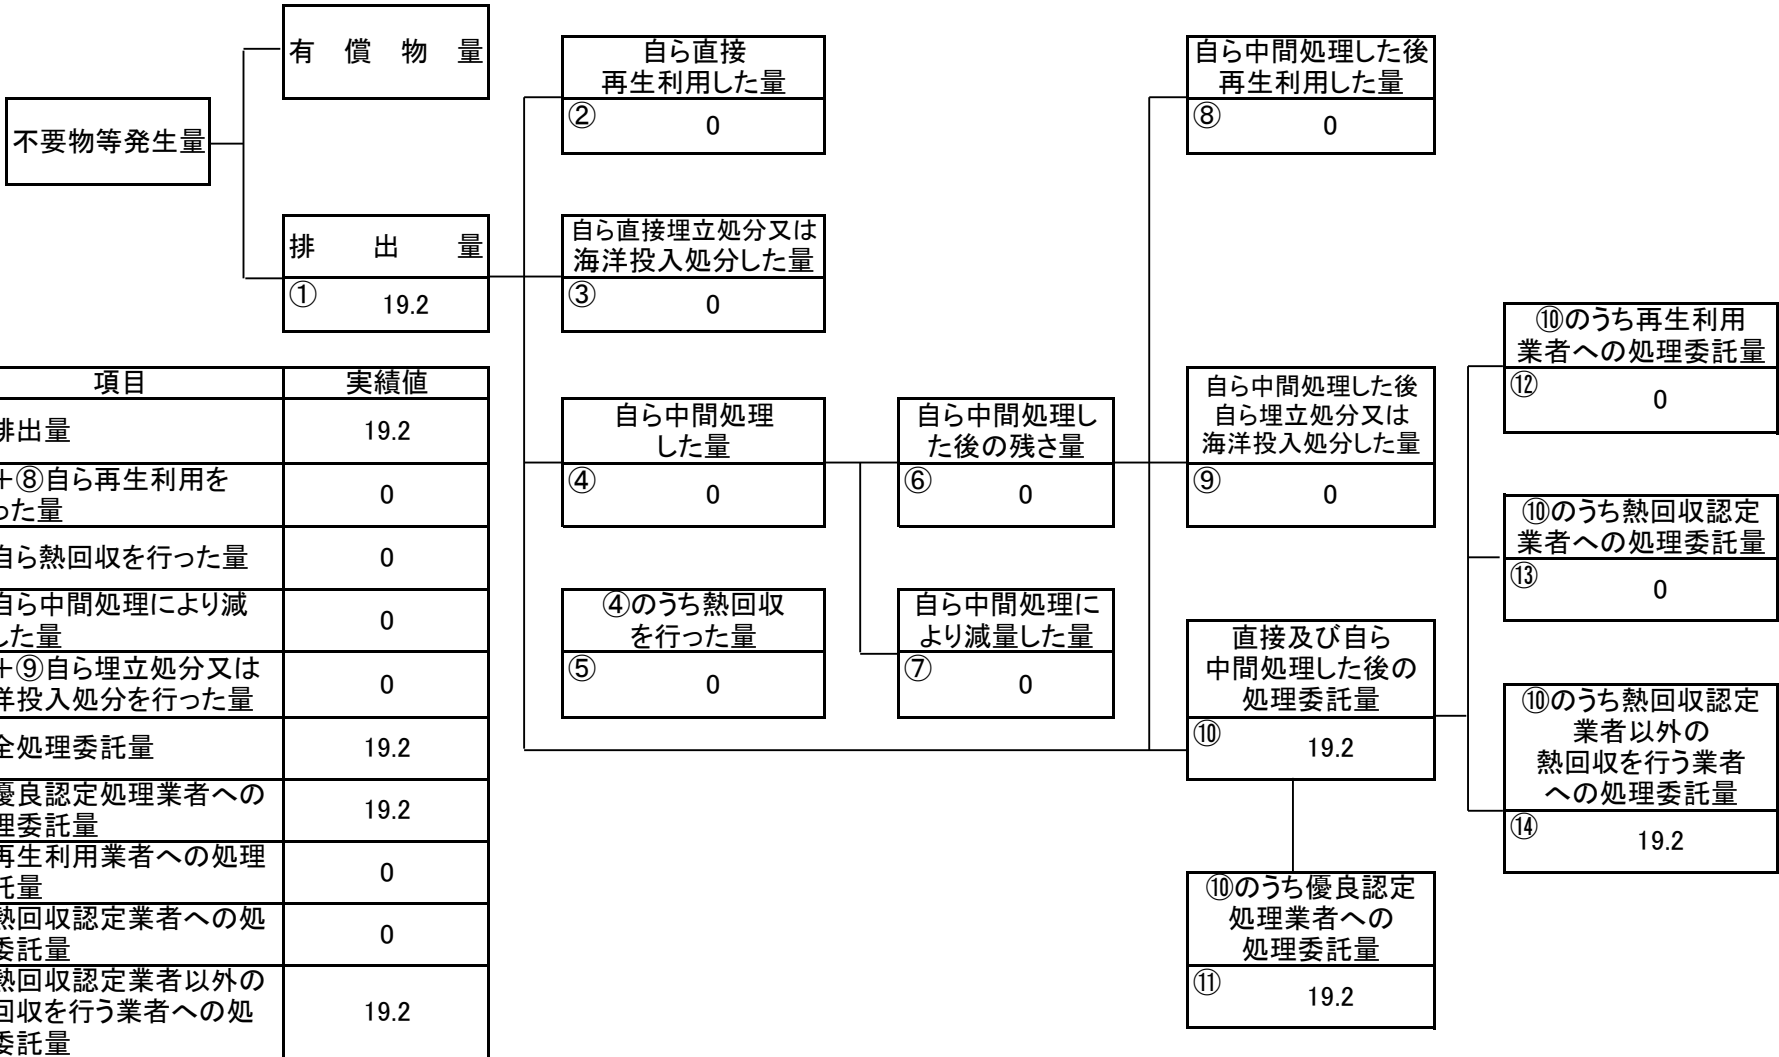 有償物量
不要物等発生量
排出量
① 19.2
自ら直接
再生利用した量
② 0
自ら直接埋立処分又は
海洋投入処分した量
③ 0
自ら中間処理
した量
④ 0
④のうち熱回収
を行った量
⑤ 0
自ら中間処理し
た後の残さ量
⑥ 0
自ら中間処理に
より減量した量
⑦ 0
自ら中間処理した後
再生利用した量
⑧ 0
自ら中間処理した後
自ら埋立処分又は
海洋投入処分した量
⑨ 0
直接及び自ら
中間処理した後の
処理委託量
⑩ 19.2
⑩のうち優良認定
処理業者への
処理委託量
⑪ 19.2
⑩のうち再生利用
業者への処理委託量
⑫ 0
⑩のうち熱回収認定
業者への処理委託量
⑬ 0
⑩のうち熱回収認定
業者以外の
熱回収を行う業者
への処理委託量
⑭ 19.2
項目 実績値
排出量 19.2
+⑧自ら再生利用を
った量 0
自ら熱回収を行った量 0
自ら中間処理により減
した量 0
+⑨自ら埋立処分又は
洋投入処分を行った量 0
全処理委託量 19.2
優良認定処理業者への
理委託量 19.2
再生利用業者への処理
託量 0
熱回収認定業者への処
委託量 0
熱回収認定業者以外の
回収を行う業者への処
委託量 19.2